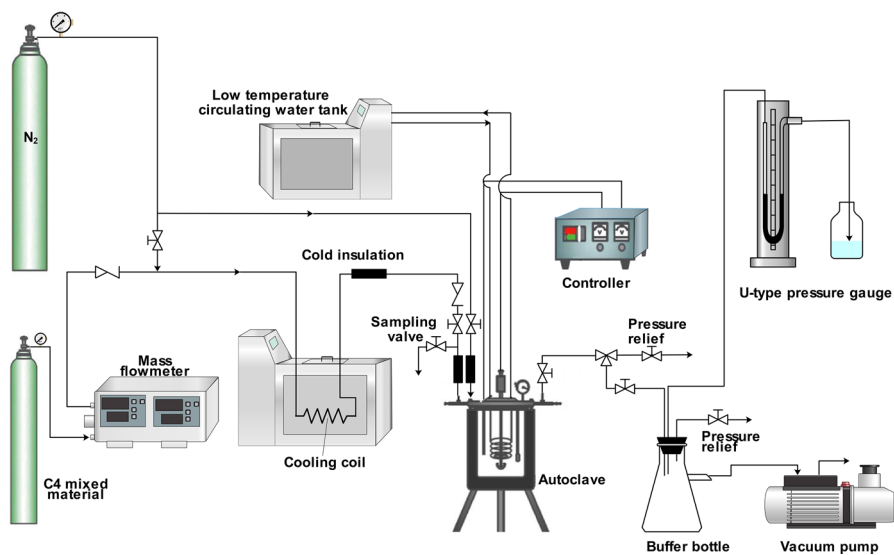 N₂
Low temperature
circulating water tank
Cold insulation
Controller
U-type pressure gauge
Sampling
valve
Pressure
relief
Mass
flowmeter
C4 mixed
material
Cooling coil
Autoclave
Pressure
relief
Buffer bottle
Vacuum pump